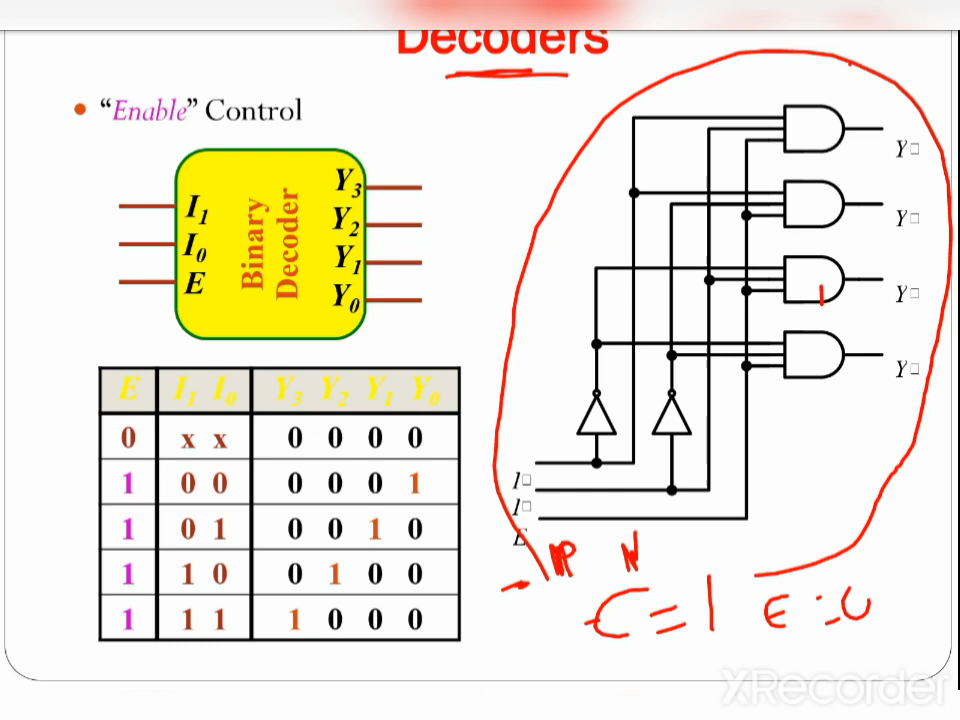 Decoders
• “Enable” Control
I1 Y3
Y2
I0 Y1
E Y0
Binary Decoder
E I1 I0 Y3 Y2 Y1 Y0
0 x x 0 0 0 0
1 0 0 0 0 0 1
1 0 1 0 0 1 0
1 1 0 0 1 0 0
1 1 1 1 0 0 0
Y□
Y□
Y□
Y□
I□
I□
E
E=0
XRecorder